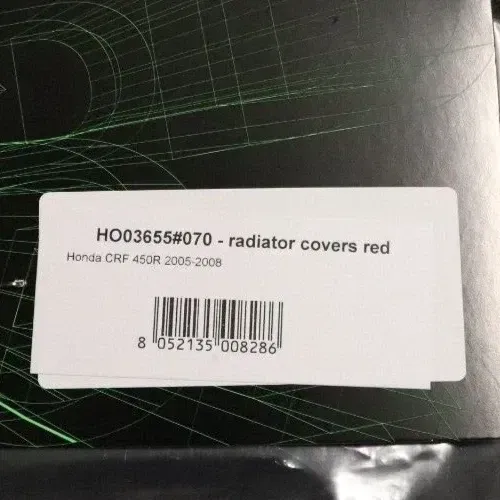 HO03655#070 - radiator covers red
Honda CRF 450R 2005-2008
8 052135 008286